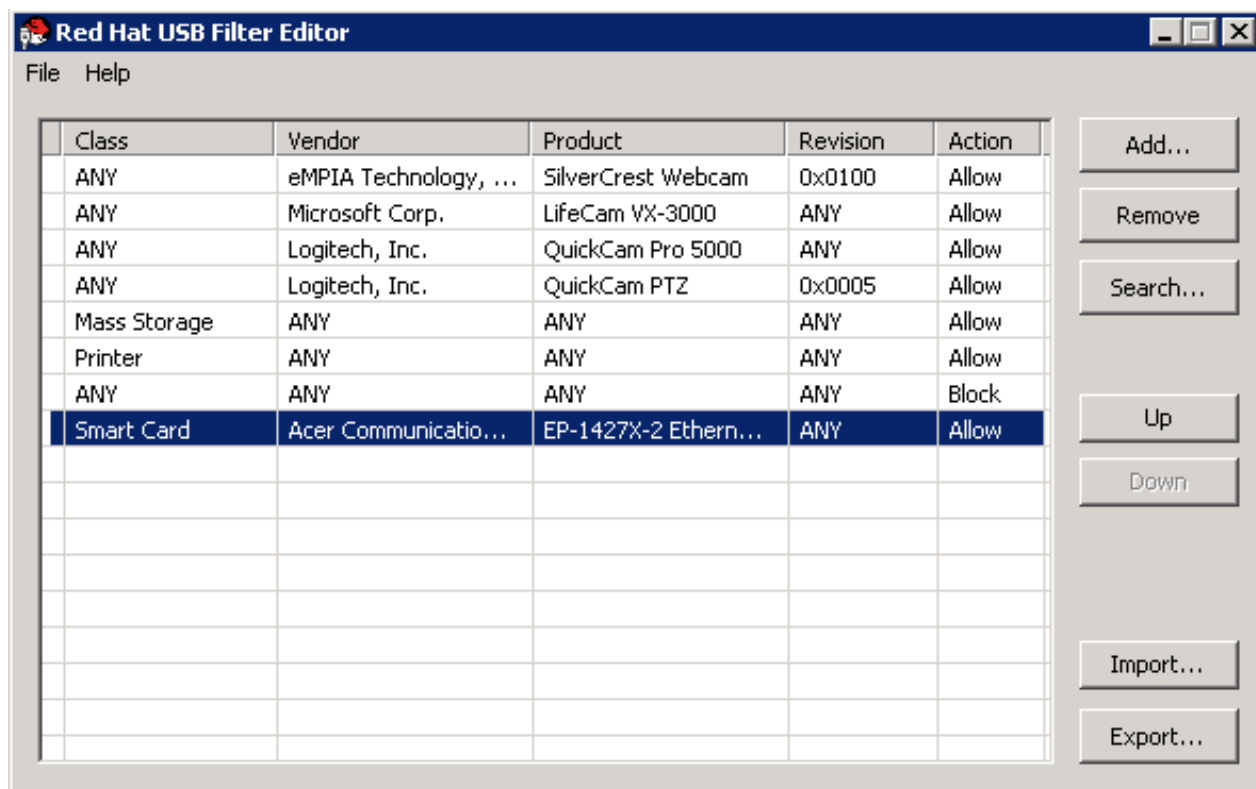 Red Hat USB Filter Editor
File Help
Class Vendor Product Revision Action
ANY eMPIA Technology, ... SilverCrest Webcam 0x0100 Allow
ANY Microsoft Corp. LifeCam VX-3000 ANY Allow
ANY Logitech, Inc. QuickCam Pro 5000 ANY Allow
ANY Logitech, Inc. QuickCam PTZ 0x0005 Allow
Mass Storage ANY ANY ANY Allow
Printer ANY ANY ANY Allow
ANY ANY ANY ANY Block
Smart Card Acer Communicatio... EP-1427X-2 Ethern... ANY Allow
Add...
Remove
Search...
Up
Down
Import...
Export...